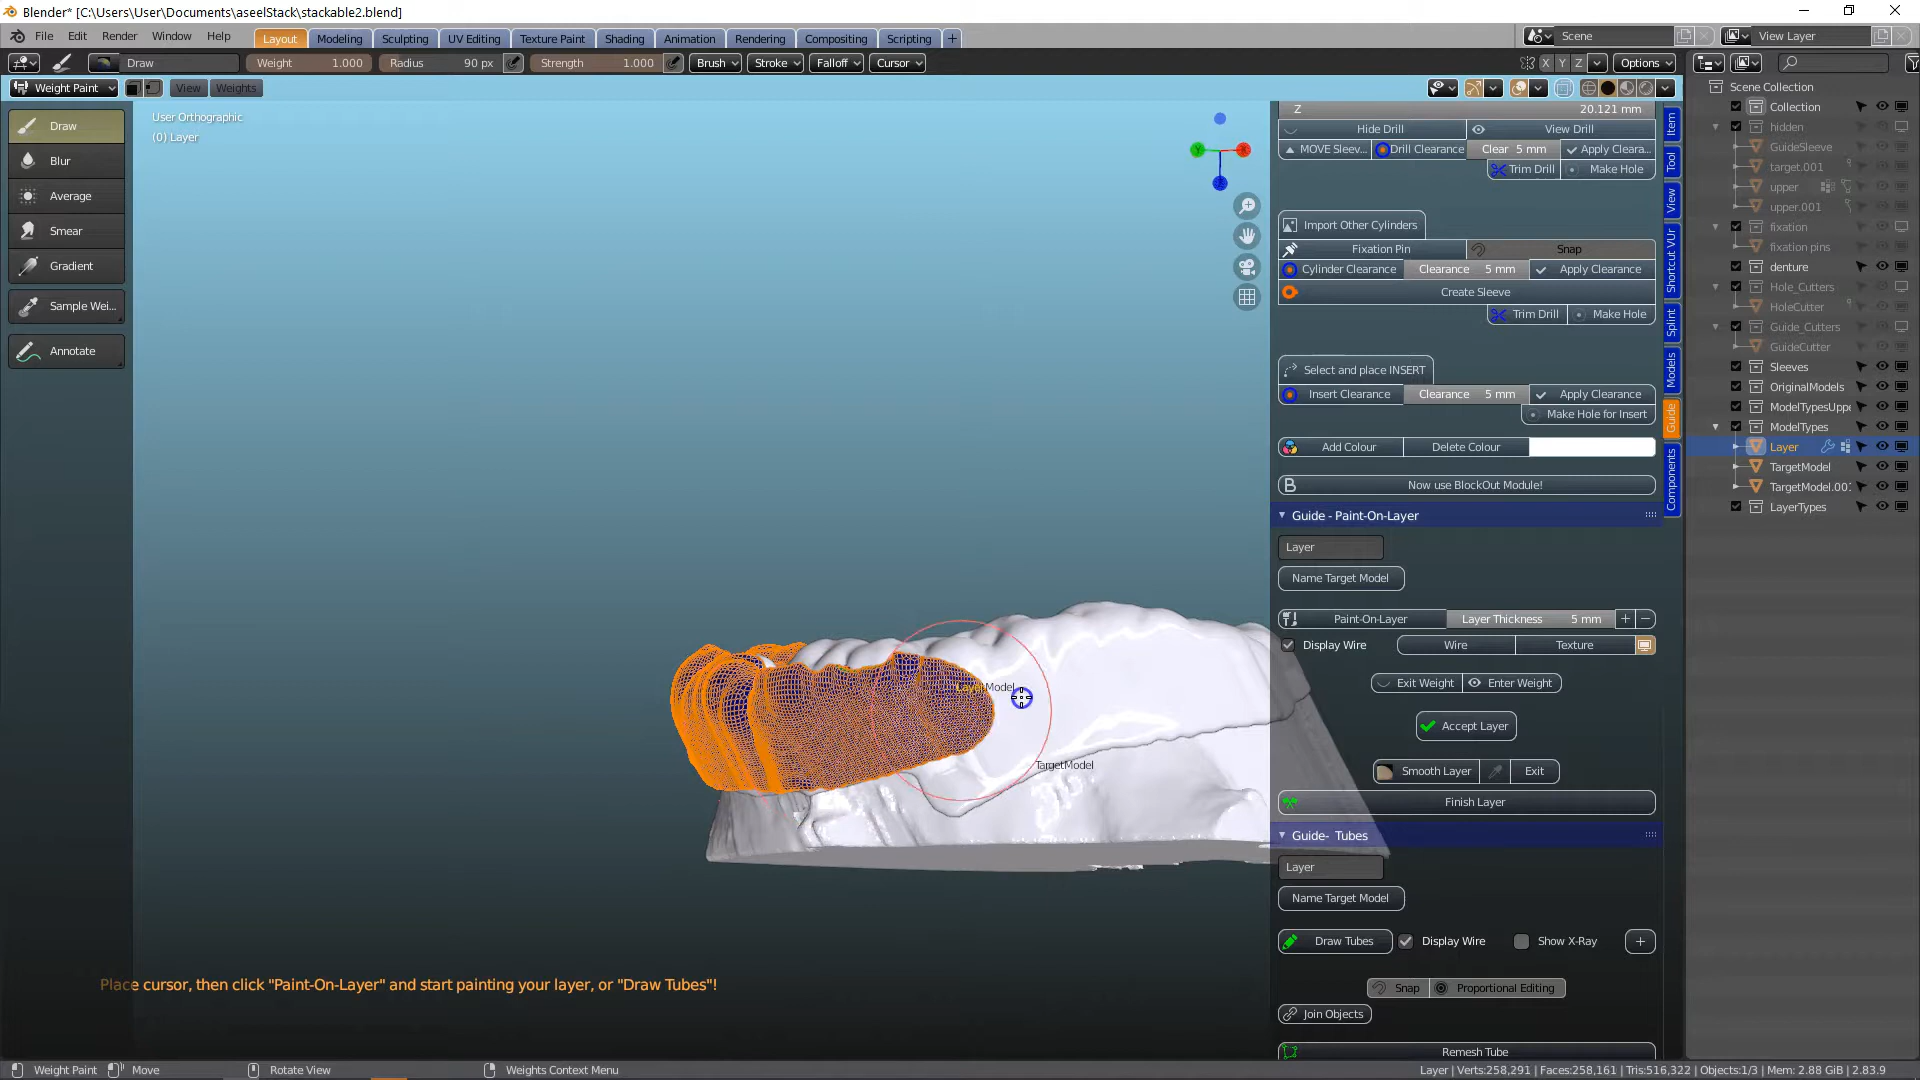 Blender* [C:\Users\User\Documents\aseelStack\stackable2.blend]
File Edit Render Window Help Layout Modeling Sculpting UV Editing Texture Paint Shading Animation Rendering Compositing Scripting + Scene View Layer
Draw Weight 1.000 Radius 90 px Strength 1.000 Brush Stroke Falloff Cursor X Y Z Options
Weight Paint View Weights
Draw
Blur
Average
Smear
Gradient
Sample Wei...
Annotate
User Orthographic
(0) Layer
Y X Z
TargetModel
Place cursor, then click "Paint-On-Layer" and start painting your layer, or "Draw Tubes"!
Z 20.121 mm
Hide Drill View Drill
MOVE Sleev... Drill Clearance Clear 5 mm Apply Cleara...
Trim Drill Make Hole
Import Other Cylinders
Fixation Pin Snap
Cylinder Clearance Clearance 5 mm Apply Clearance
Create Sleeve
Trim Drill Make Hole
Select and place INSERT
Insert Clearance Clearance 5 mm Apply Clearance
Make Hole for Insert
Add Colour Delete Colour
Now use BlockOut Module!
Guide - Paint-On-Layer
Layer
Name Target Model
Paint-On-Layer Layer Thickness 5 mm + −
Display Wire Wire Texture
Exit Weight Enter Weight
Accept Layer
Smooth Layer Exit
Finish Layer
Guide- Tubes
Layer
Name Target Model
Draw Tubes Display Wire Show X-Ray +
Snap Proportional Editing
Join Objects
Remesh Tube
Item
Tool
View
Shortcut VUr
Splint
Models
Guide
Components
Scene Collection
Collection
hidden
GuideSleeve
target.001
upper
upper.001
fixation
fixation pins
denture
Hole_Cutters
HoleCutter
Guide_Cutters
GuideCutter
Sleeves
OriginalModels
ModelTypesUppe
ModelTypes
Layer
TargetModel
TargetModel.00
LayerTypes
Weight Paint Move Rotate View Weights Context Menu Layer | Verts:258,291 | Faces:258,161 | Tris:516,322 | Objects:1/3 | Mem: 2.88 GiB | 2.83.9